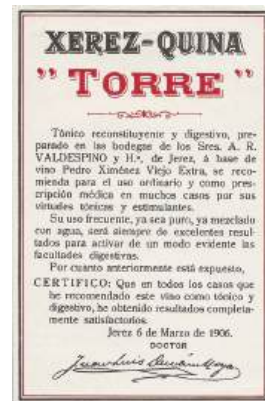 XEREZ-QUINA
" TORRE "
Tónico reconstituyente y digestivo, pre-
parado en las bodegas de los Sres. A. R.
VALDESPINO y H.º, de Jerez, á base de
vino Pedro Ximénez Viejo Extra, se reco-
mienda para el uso ordinario y como pres-
cripción médica en muchos casos por sus
virtudes tónicas y estimulantes.
Su uso frecuente, ya sea puro, ya mezclado
con agua, será siempre de excelentes resul-
tados para activar de un modo evidente las
facultades digestivas.
Por cuanto anteriormente está expuesto,
CERTIFICO: Que en todos los casos que
he recomendado este vino como tónico y
digestivo, he obtenido resultados completa-
mente satisfactorios.
Jerez 6 de Marzo de 1906.
DOCTOR
Juan Luis